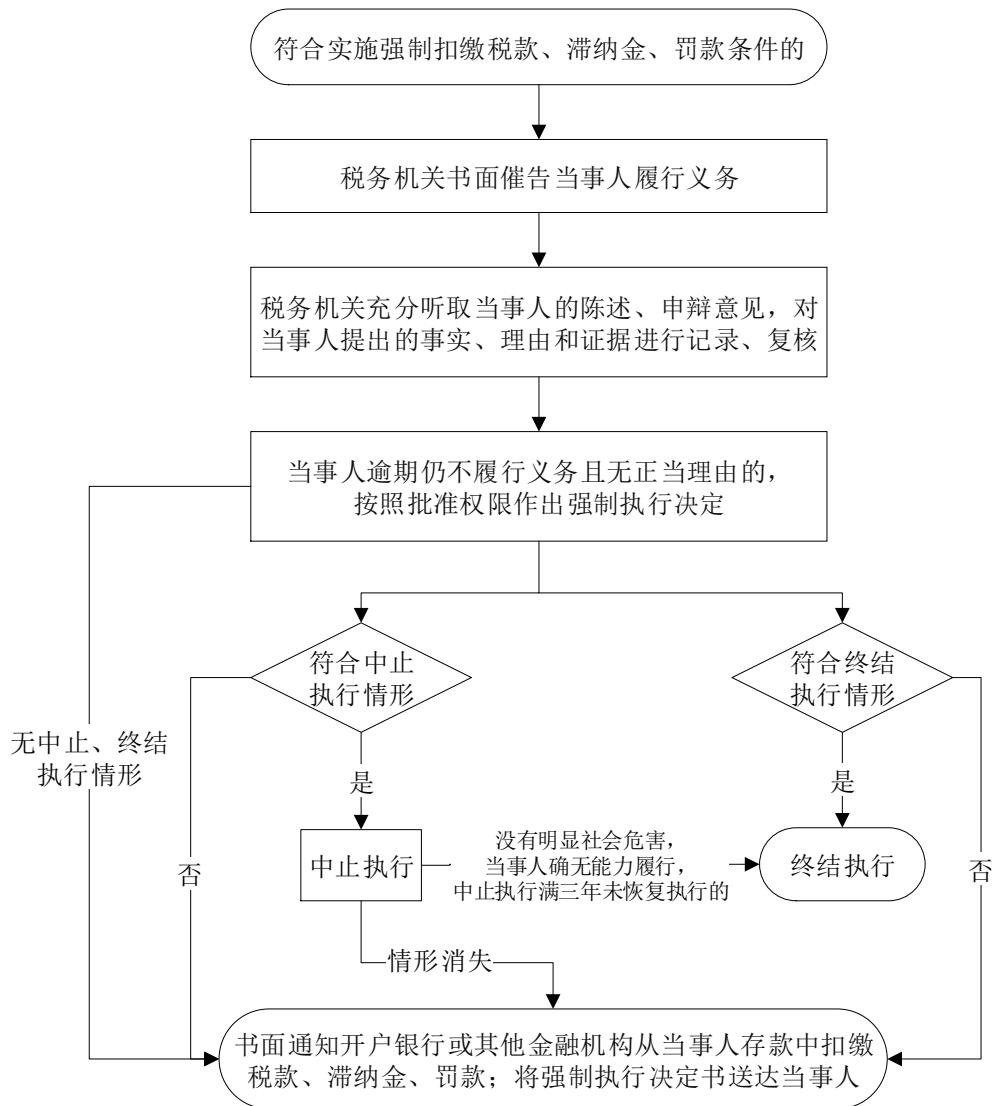 符合实施强制扣缴税款、滞纳金、罚款条件的
税务机关书面催告当事人履行义务
税务机关充分听取当事人的陈述、申辩意见，对
当事人提出的事实、理由和证据进行记录、复核
当事人逾期仍不履行义务且无正当理由的，
按照批准权限作出强制执行决定
符合中止
执行情形
符合终结
执行情形
无中止、终结
执行情形
是
是
否
中止执行
没有明显社会危害，
当事人确无能力履行，
中止执行满三年未恢复执行的
终结执行
否
情形消失
书面通知开户银行或其他金融机构从当事人存款中扣缴
税款、滞纳金、罚款；将强制执行决定书送达当事人